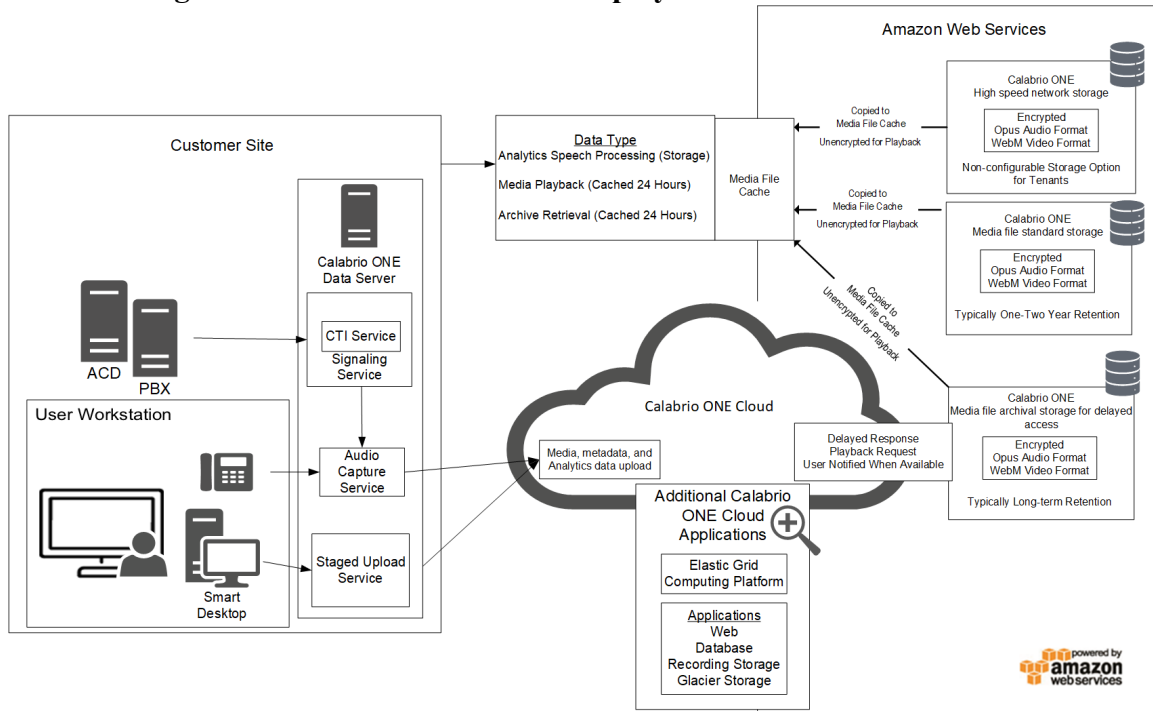 Amazon Web Services
Customer Site
Calabrio ONE
Data Server
CTI Service
Signaling
Service
ACD
PBX
User Workstation
Audio
Capture
Service
Smart
Desktop
Staged Upload
Service
Data Type
Analytics Speech Processing (Storage)
Media Playback (Cached 24 Hours)
Archive Retrieval (Cached 24 Hours)
Media File
Cache
Copied to
Media File Cache
Unencrypted for Playback
Calabrio ONE
High speed network storage
Encrypted
Opus Audio Format
WebM Video Format
Non-configurable Storage Option
for Tenants
Copied to
Media File Cache
Unencrypted for Playback
Calabrio ONE
Media file standard storage
Encrypted
Opus Audio Format
WebM Video Format
Typically One-Two Year Retention
Copied to
Media File Cache
Unencrypted for Playback
Calabrio ONE
Media file archival storage for delayed
access
Encrypted
Opus Audio Format
WebM Video Format
Typically Long-term Retention
Calabrio ONE Cloud
Media, metadata, and
Analytics data upload
Delayed Response
Playback Request
User Notified When Available
Additional Calabrio
ONE Cloud
Applications
Elastic Grid
Computing Platform
Applications
Web
Database
Recording Storage
Glacier Storage
powered by
amazon
webservices